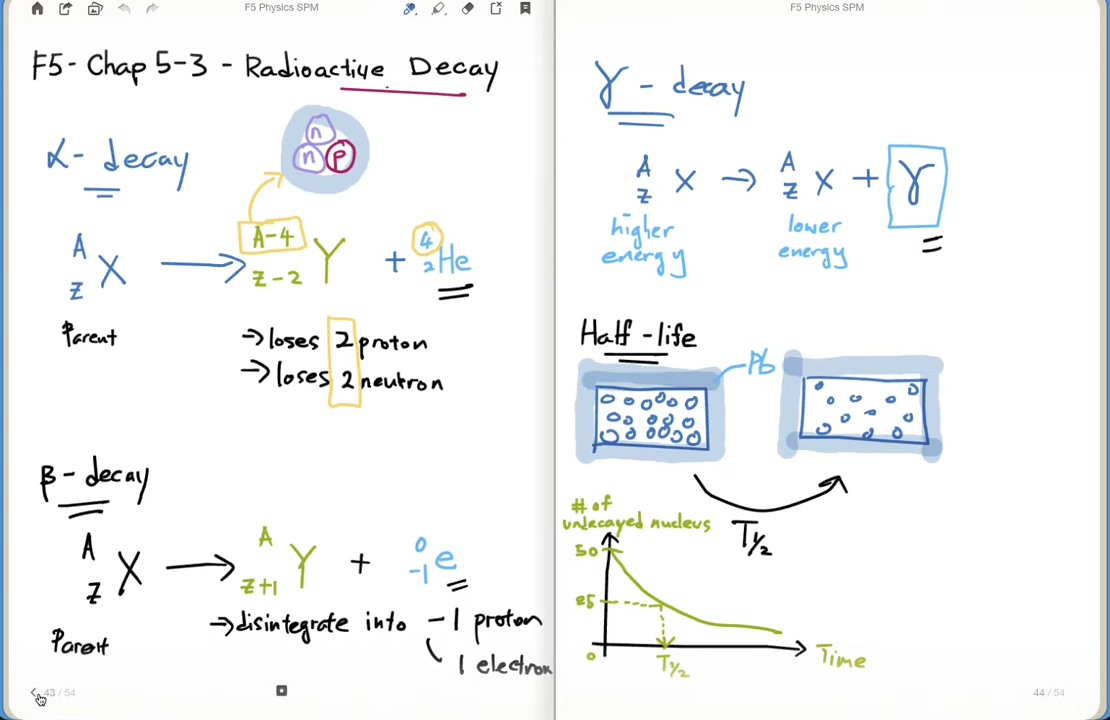 F5 Physics SPM
F5- Chap 5-3 - Radioactive Decay
α- decay
n
n p
A-4
A
Z X → Z-2 Y + 4 2 He
Parent
→ loses 2 proton
→ loses 2 neutron
β- decay
A Z X → A Z+1 Y + 0 -1 e
→ disintegrate into - 1 proton
1 electron
Parent
43 / 54
F5 Physics SPM
γ - decay
A Z X → A Z X + γ
higher energy
lower energy
Half-life
Pb
T1/2
# of
undecayed nucleus
50
25
0
T1/2
Time
44 / 54